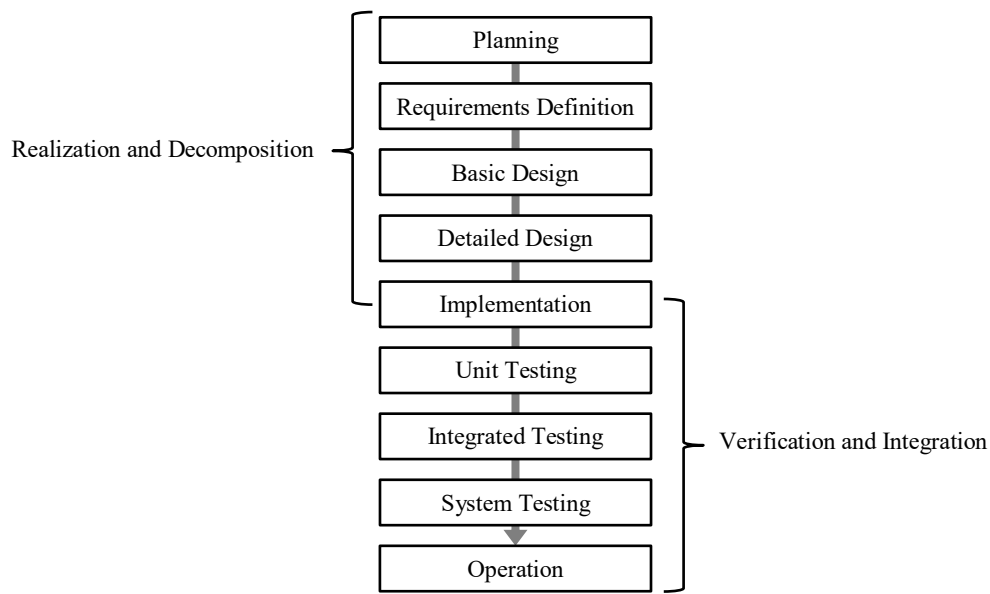 Planning
Requirements Definition
Realization and Decomposition
Basic Design
Detailed Design
Implementation
Unit Testing
Integrated Testing
Verification and Integration
System Testing
Operation